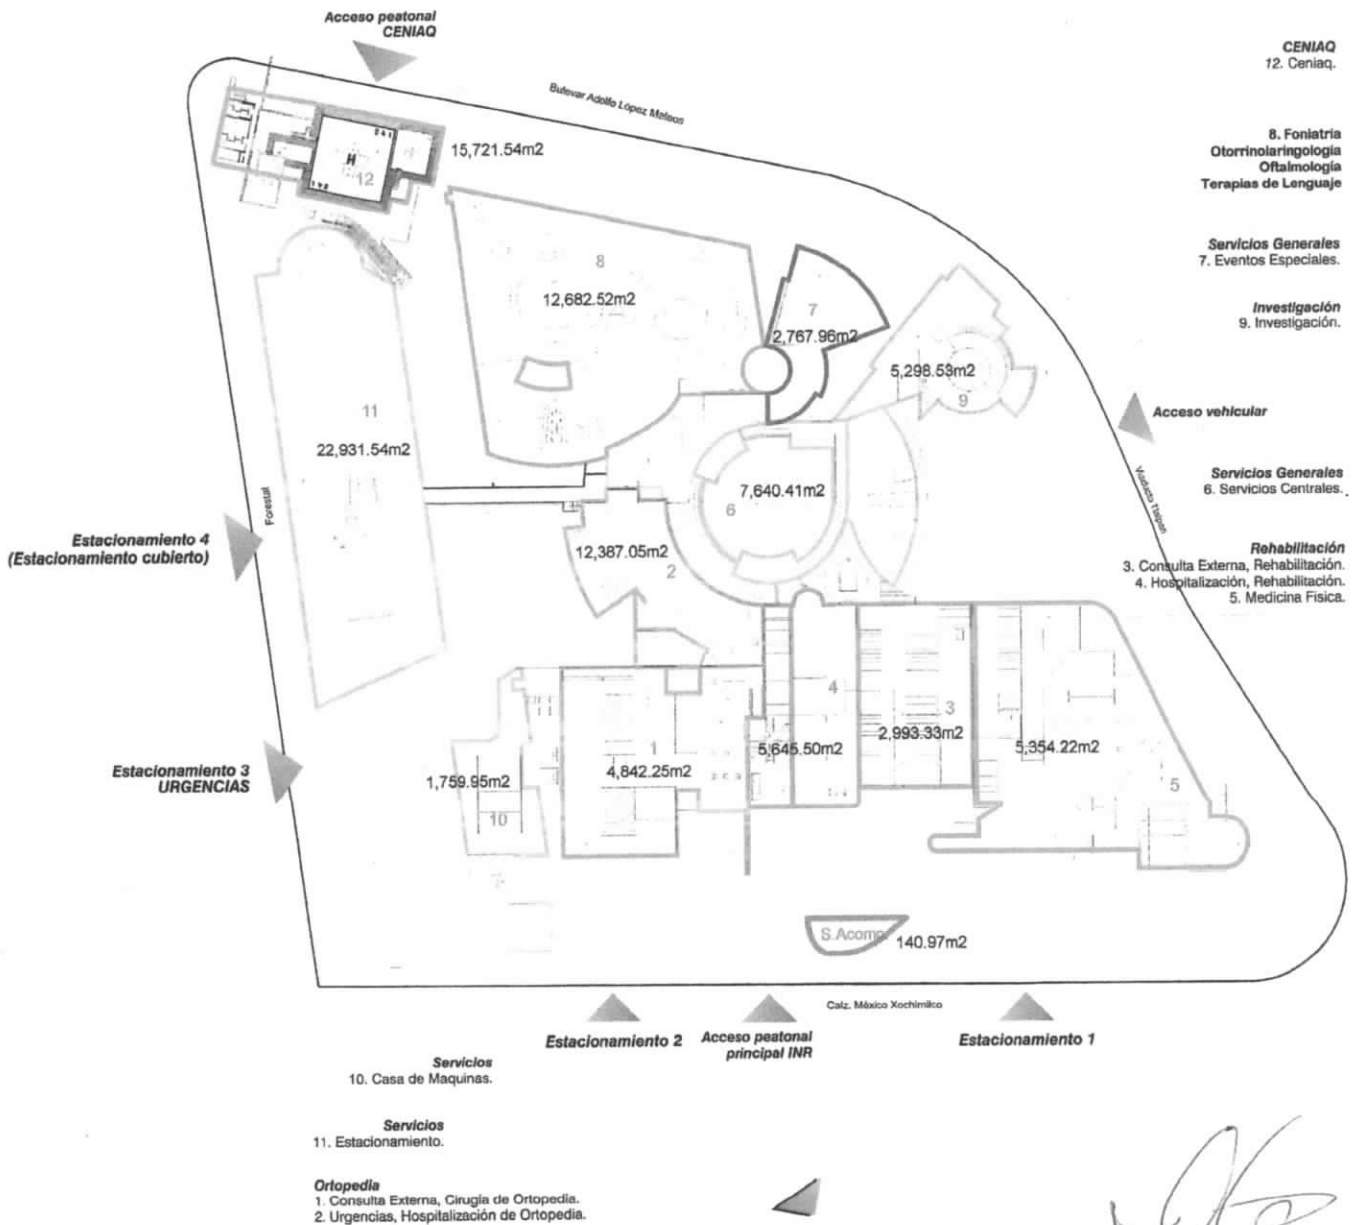 Acceso peatonal
CENIAQ
CENIAQ
12. Ceniaq.
Bulevar Adolfo López Mateos
8. Foniatría
Otorrinolaringología
Oftalmología
Terapias de Lenguaje
15,721.54m2
H
12
Servicios Generales
7. Eventos Especiales.
8
12,682.52m2
7
2,767.96m2
Investigación
9. Investigación.
5,298.53m2
9
11
22,931.54m2
Acceso vehicular
Servicios Generales
6. Servicios Centrales.
7,640.41m2
6
Forestal
Viaducto Tlalpan
Estacionamiento 4
(Estacionamiento cubierto)
12,387.05m2
2
Rehabilitación
3. Consulta Externa, Rehabilitación.
4. Hospitalización, Rehabilitación.
5. Medicina Física.
4
3
5,645.50m2
2,993.33m2
5,354.22m2
5
1
4,842.25m2
1,759.95m2
10
Estacionamiento 3
URGENCIAS
S.Acomp.
140.97m2
Calz. México Xochimilco
Estacionamiento 2
Acceso peatonal
principal INR
Estacionamiento 1
Servicios
10. Casa de Maquinas.
Servicios
11. Estacionamiento.
Ortopedia
1. Consulta Externa, Cirugía de Ortopedia.
2. Urgencias, Hospitalización de Ortopedia.